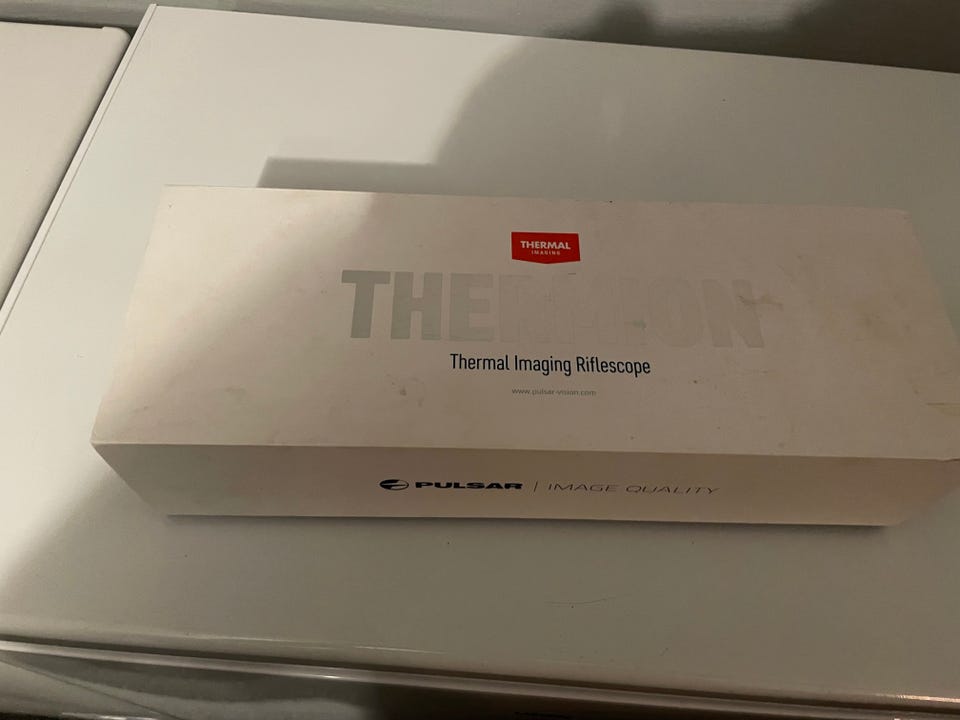 THERMAL
IMAGING
THERMION
Thermal Imaging Riflescope
www.pulsar-vision.com
PULSAR | IMAGE QUALITY